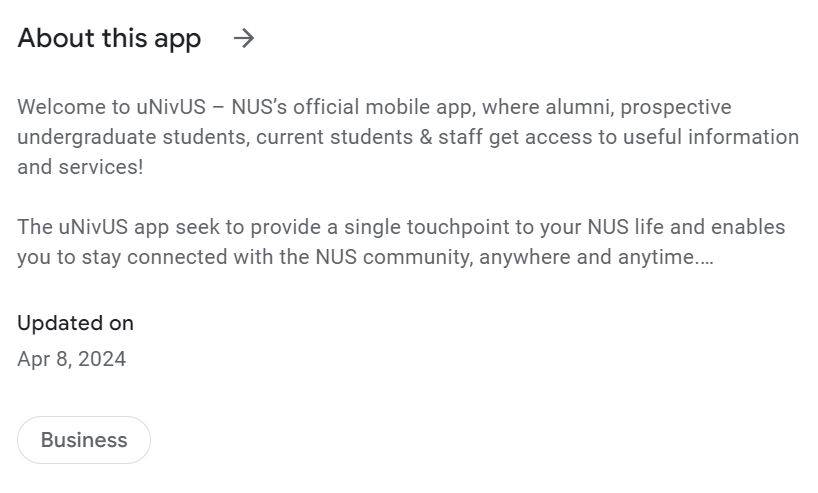 About this app →
Welcome to uNivUS – NUS’s official mobile app, where alumni, prospective
undergraduate students, current students & staff get access to useful information
and services!
The uNivUS app seek to provide a single touchpoint to your NUS life and enables
you to stay connected with the NUS community, anywhere and anytime.…
Updated on
Apr 8, 2024
Business